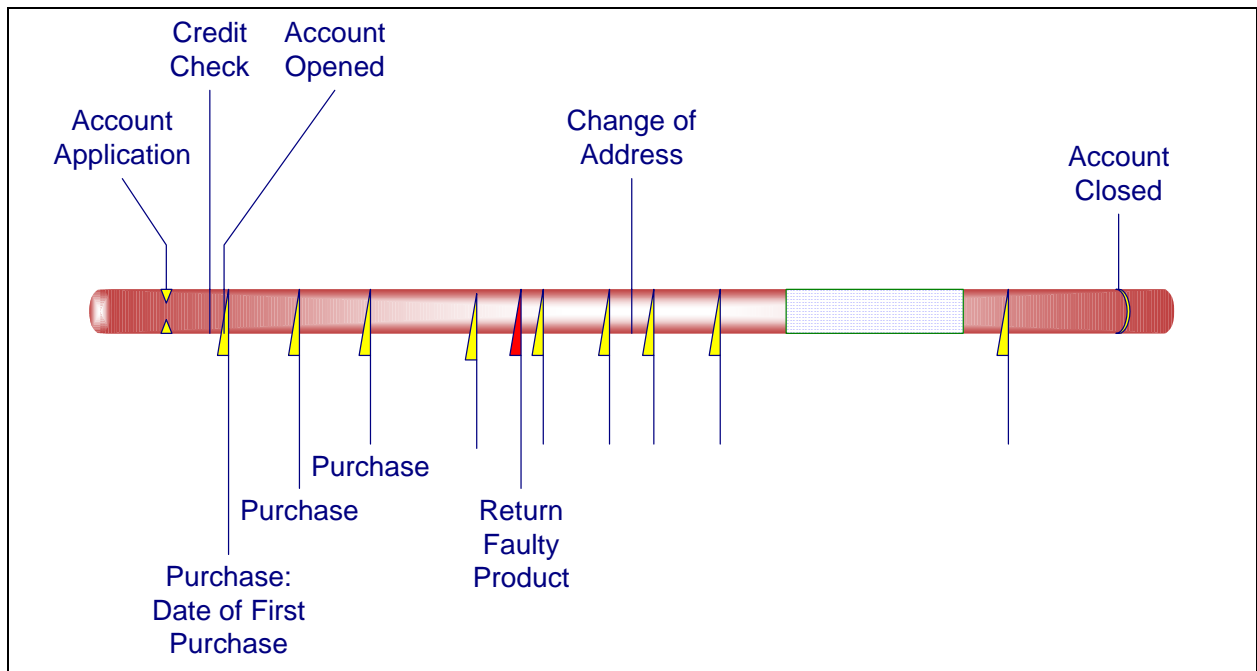 Credit
Check
Account
Opened
Account
Application
Change of
Address
Account
Closed
Purchase
Purchase
Return
Faulty
Product
Purchase:
Date of First
Purchase